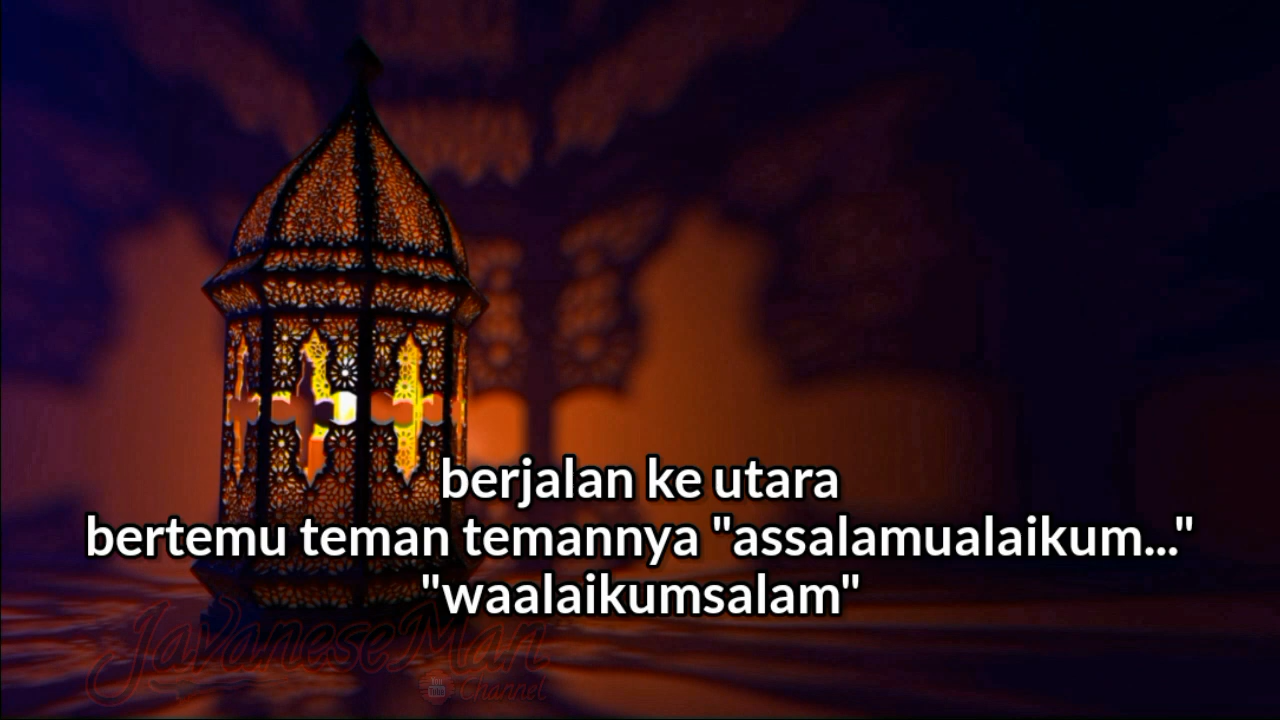 berjalan ke utara
bertemu teman temannya "assalamualaikum..."
"waalaikumsalam"
JavaneseMan
Channel